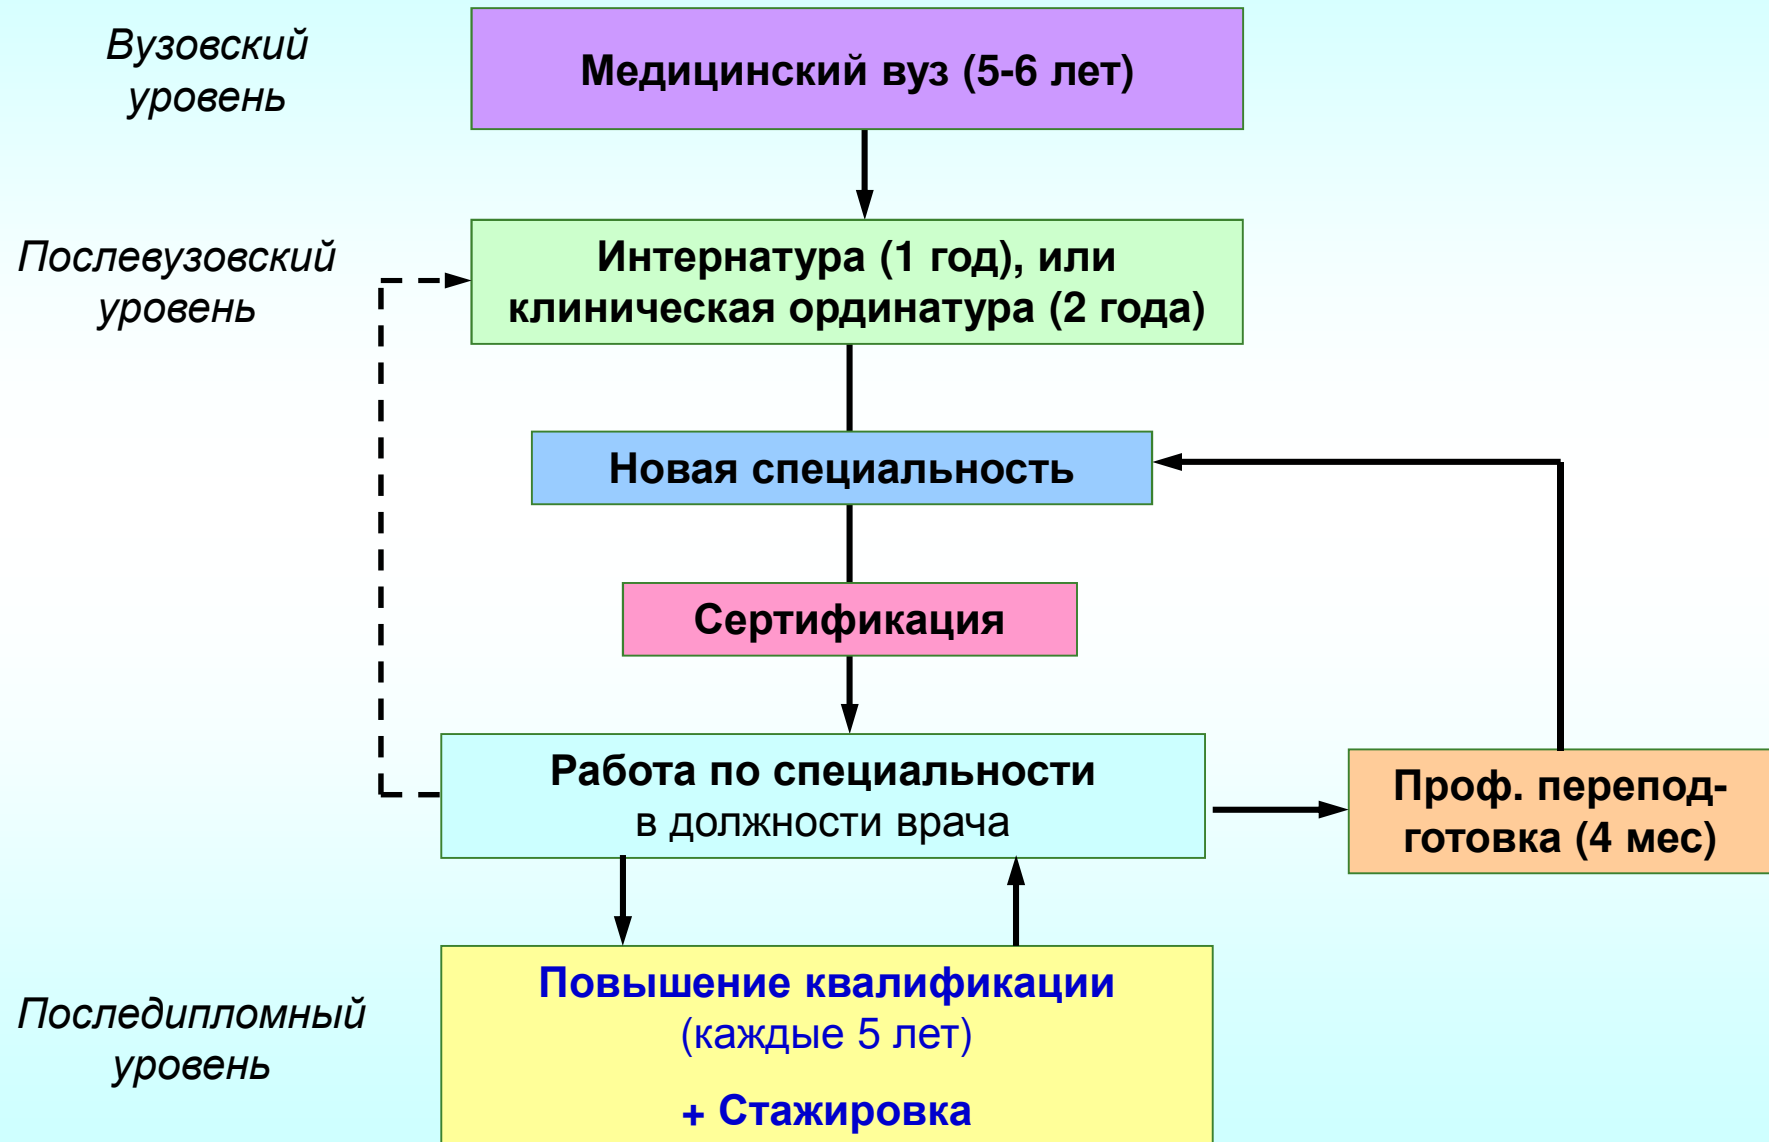 Вузовский
уровень
Медицинский вуз (5-6 лет)
Послевузовский
уровень
Интернатура (1 год), или
клиническая ординатура (2 года)
Новая специальность
Сертификация
Работа по специальности
в должности врача
Проф. перепод-
готовка (4 мес)
Последипломный
уровень
Повышение квалификации
(каждые 5 лет)
+ Стажировка